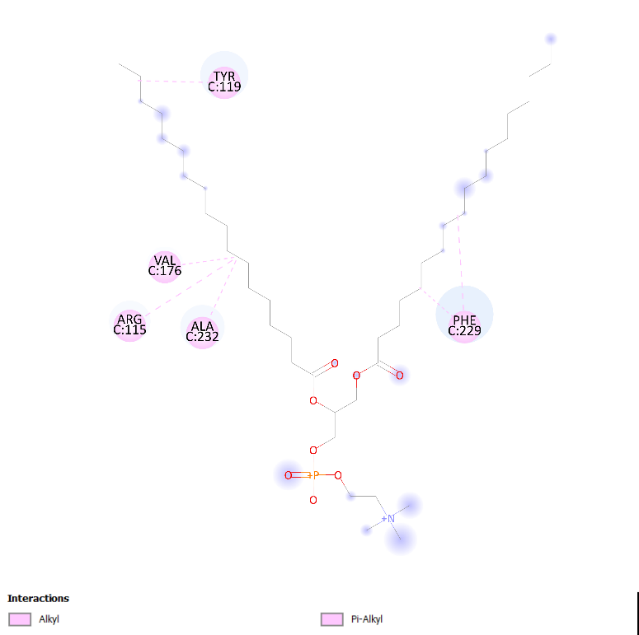 TYR
C:119
VAL
C:176
ARG
C:115
ALA
C:232
PHE
C:229
O
O
O
O
O
O
+P
O
O
+N
Interactions
Alkyl
Pi-Alkyl